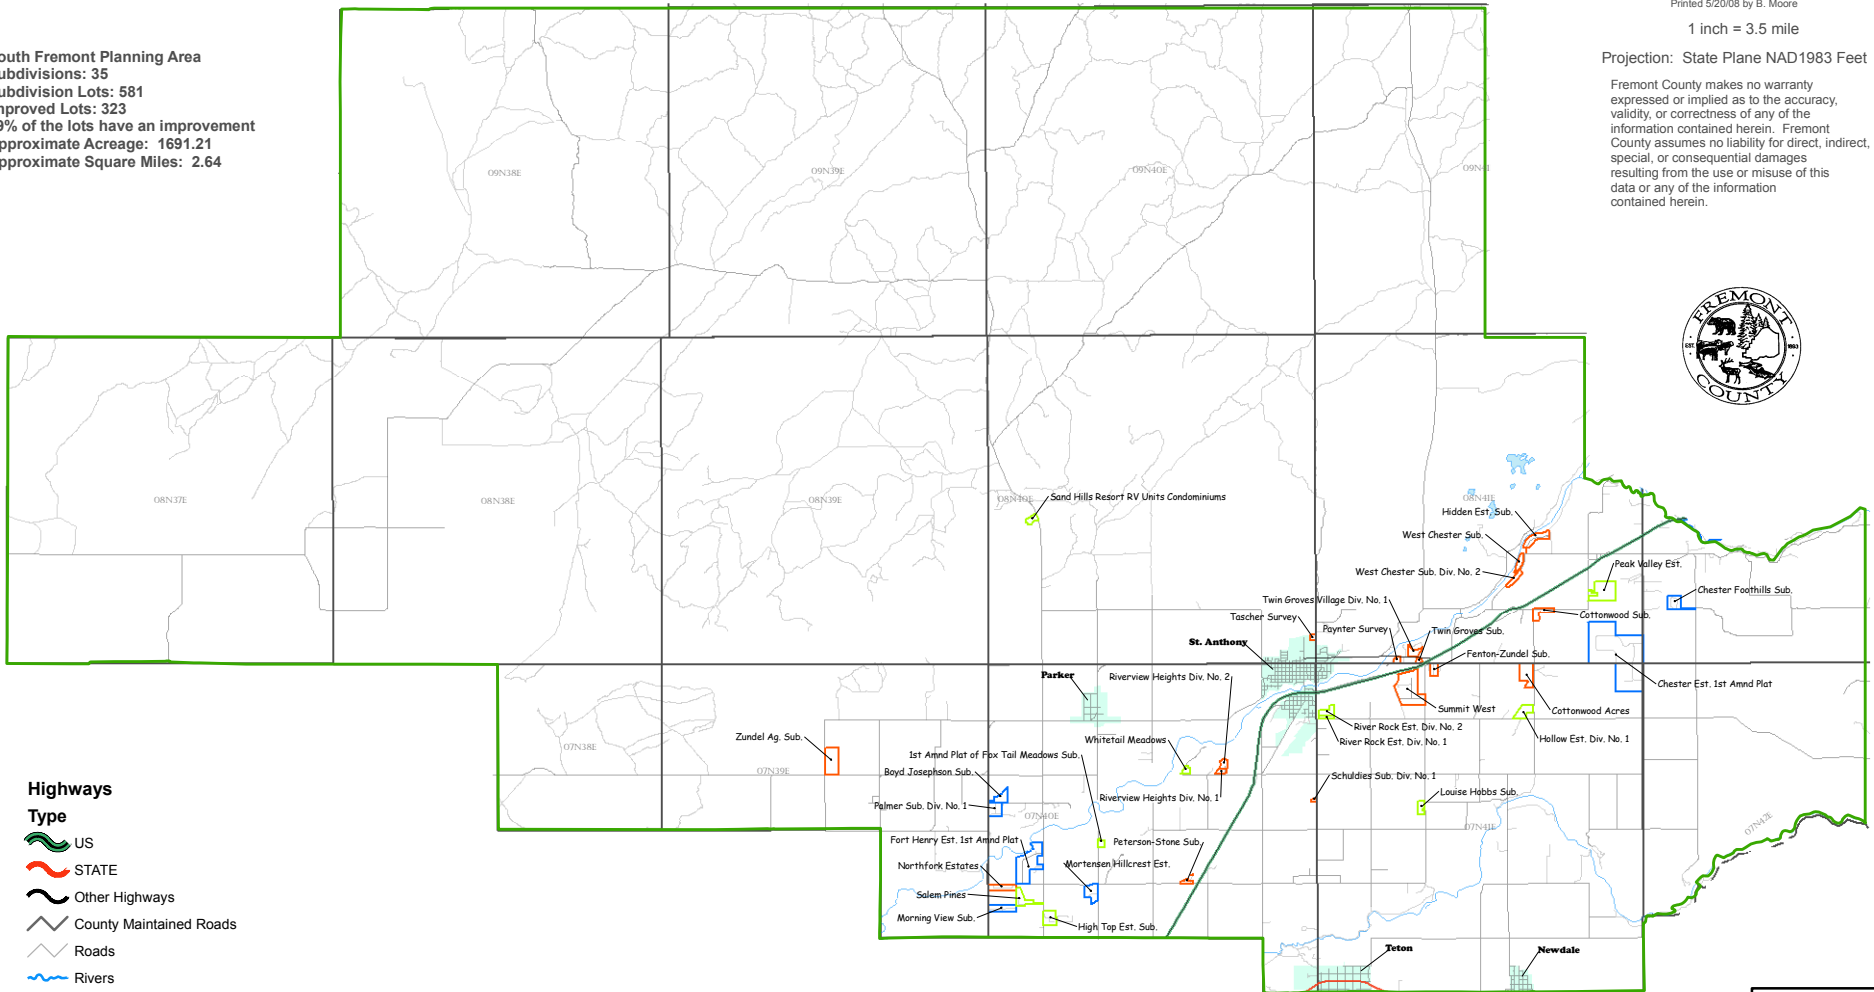 outh Fremont Planning Area
ubdivisions: 35
ubdivision Lots: 581
mproved Lots: 323
9% of the lots have an improvement
pproximate Acreage: 1691.21
pproximate Square Miles: 2.64
Printed 5/20/08 by B. Moore
1 inch = 3.5 mile
Projection: State Plane NAD1983 Feet
Fremont County makes no warranty
expressed or implied as to the accuracy,
validity, or correctness of any of the
information contained herein. Fremont
County assumes no liability for direct, indirect,
special, or consequential damages
resulting from the use or misuse of this
data or any of the information
contained herein.
FREMONT
EST. 1893
COUNTY
09N38E
09N39E
09N40E
09N41
08N37E
08N38E
08N39E
08N40E
08N41E
Sand Hills Resort RV Units Condominiums
Hidden Est. Sub.
West Chester Sub.
West Chester Sub. Div. No. 2
Peak Valley Est.
Chester Foothills Sub.
Twin Groves Village Div. No. 1
Cottonwood Sub.
Tascher Survey
Paynter Survey
Twin Groves Sub.
St. Anthony
Fenton-Zundel Sub.
Parker
Riverview Heights Div. No. 2
Chester Est. 1st Amnd Plat
Summit West
Cottonwood Acres
River Rock Est. Div. No. 2
River Rock Est. Div. No. 1
Hollow Est. Div. No. 1
Zundel Ag. Sub.
Whitetail Meadows
07N38E
1st Amnd Plat of Fox Tail Meadows Sub.
07N39E
Boyd Josephson Sub.
Schuldies Sub. Div. No. 1
Louise Hobbs Sub.
Riverview Heights Div. No. 1
Palmer Sub. Div. No. 1
07N40E
07N41E
07N42E
Fort Henry Est. 1st Amnd Plat
Peterson-Stone Sub.
Northfork Estates
Mortensen Hillcrest Est.
Salem Pines
Morning View Sub.
High Top Est. Sub.
Teton
Newdale
Highways
Type
US
STATE
Other Highways
County Maintained Roads
Roads
Rivers